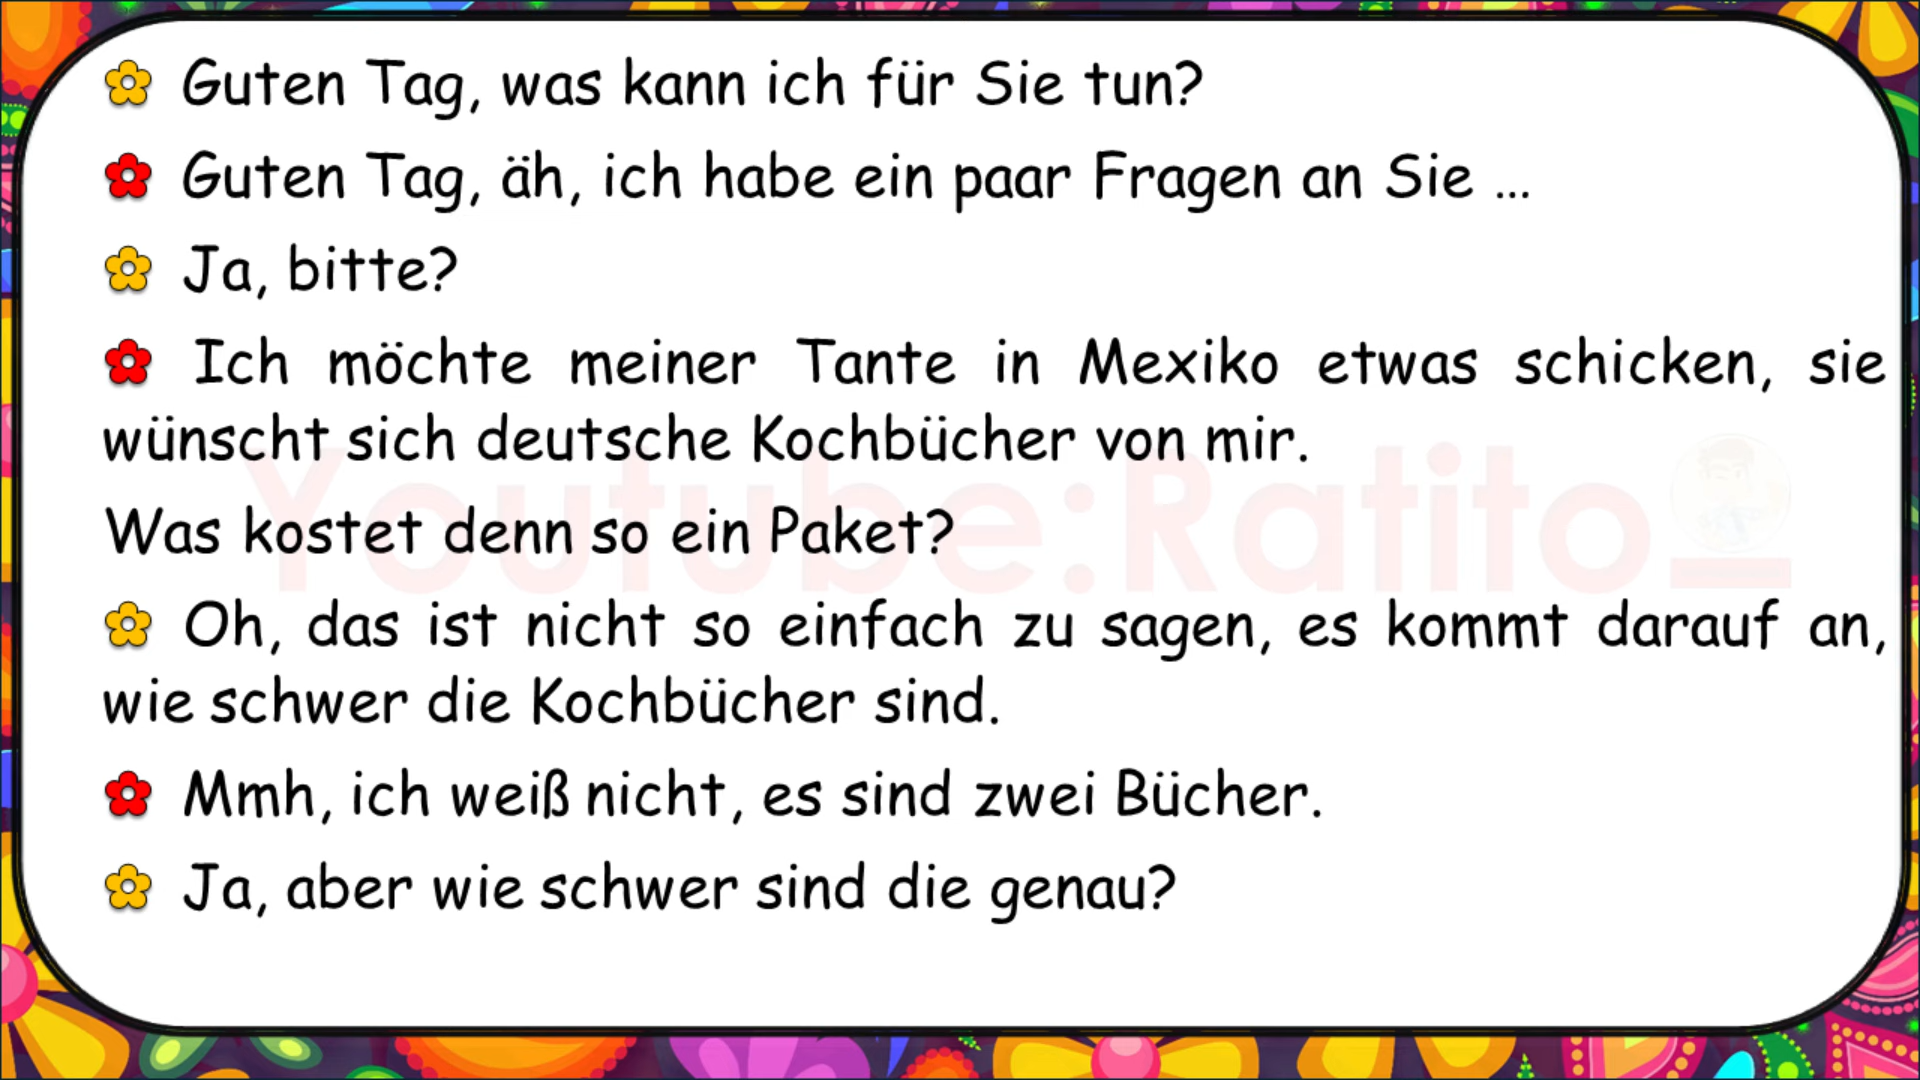 Guten Tag, was kann ich für Sie tun?
Guten Tag, äh, ich habe ein paar Fragen an Sie ...
Ja, bitte?
Ich möchte meiner Tante in Mexiko etwas schicken, sie
wünscht sich deutsche Kochbücher von mir.
Was kostet denn so ein Paket?
Youtube:Ratito
Oh, das ist nicht so einfach zu sagen, es kommt darauf an,
wie schwer die Kochbücher sind.
Mmh, ich weiß nicht, es sind zwei Bücher.
Ja, aber wie schwer sind die genau?